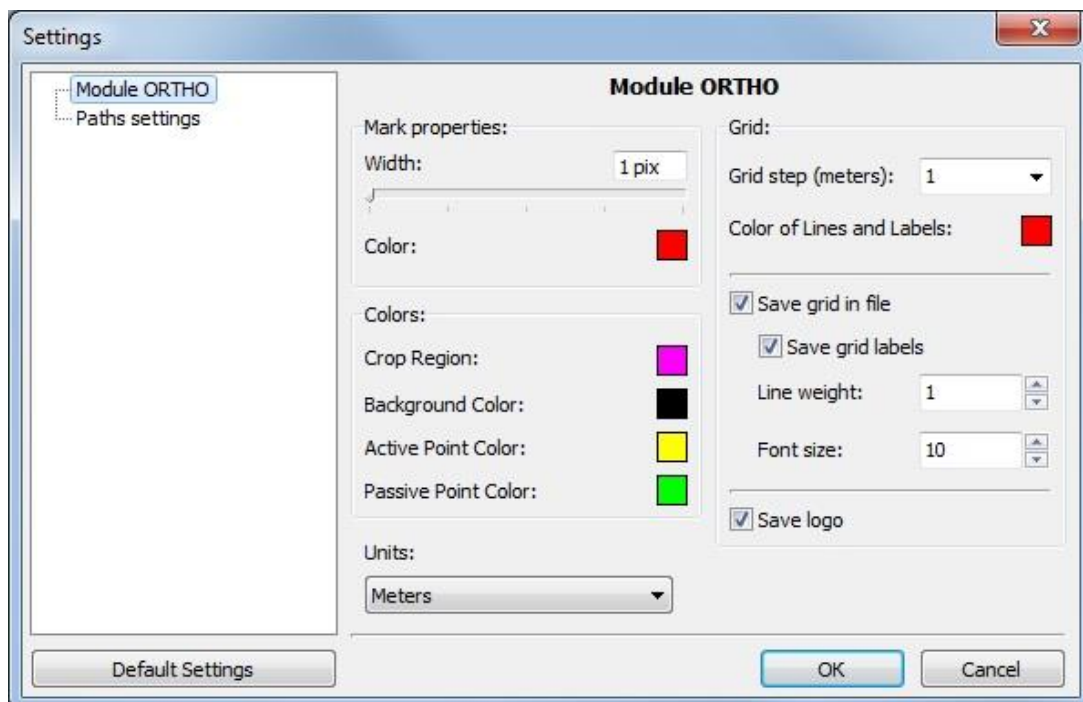 Settings
Module ORTHO
Paths settings
Module ORTHO
Mark properties:
Width: 1 pix
Color:
Colors:
Crop Region:
Background Color:
Active Point Color:
Passive Point Color:
Units:
Meters
Grid:
Grid step (meters): 1
Color of Lines and Labels:
Save grid in file
Save grid labels
Line weight: 1
Font size: 10
Save logo
Default Settings
OK
Cancel